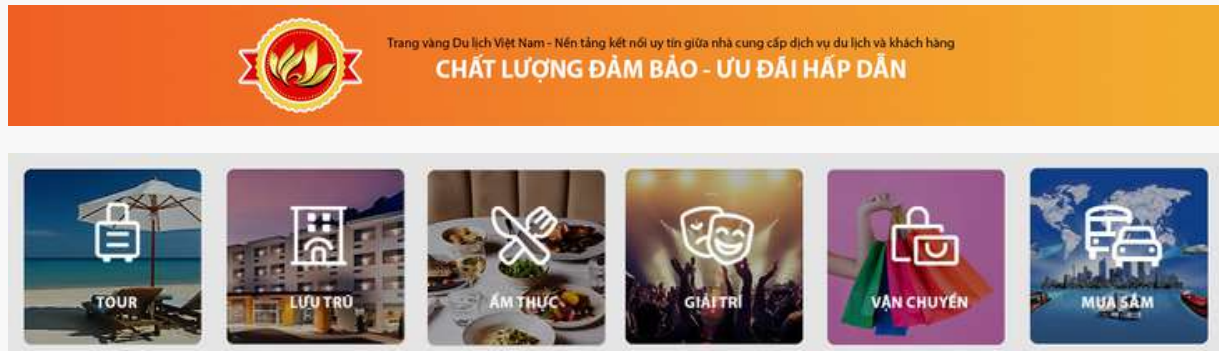 Trang vàng Du lịch Việt Nam - Nền tảng kết nối uy tín giữa nhà cung cấp dịch vụ du lịch và khách hàng
CHẤT LƯỢNG ĐẢM BẢO - ƯU ĐÃI HẤP DẪN
TOUR
LƯU TRÚ
ẨM THỰC
GIẢI TRÍ
VẬN CHUYỂN
MUA SẮM